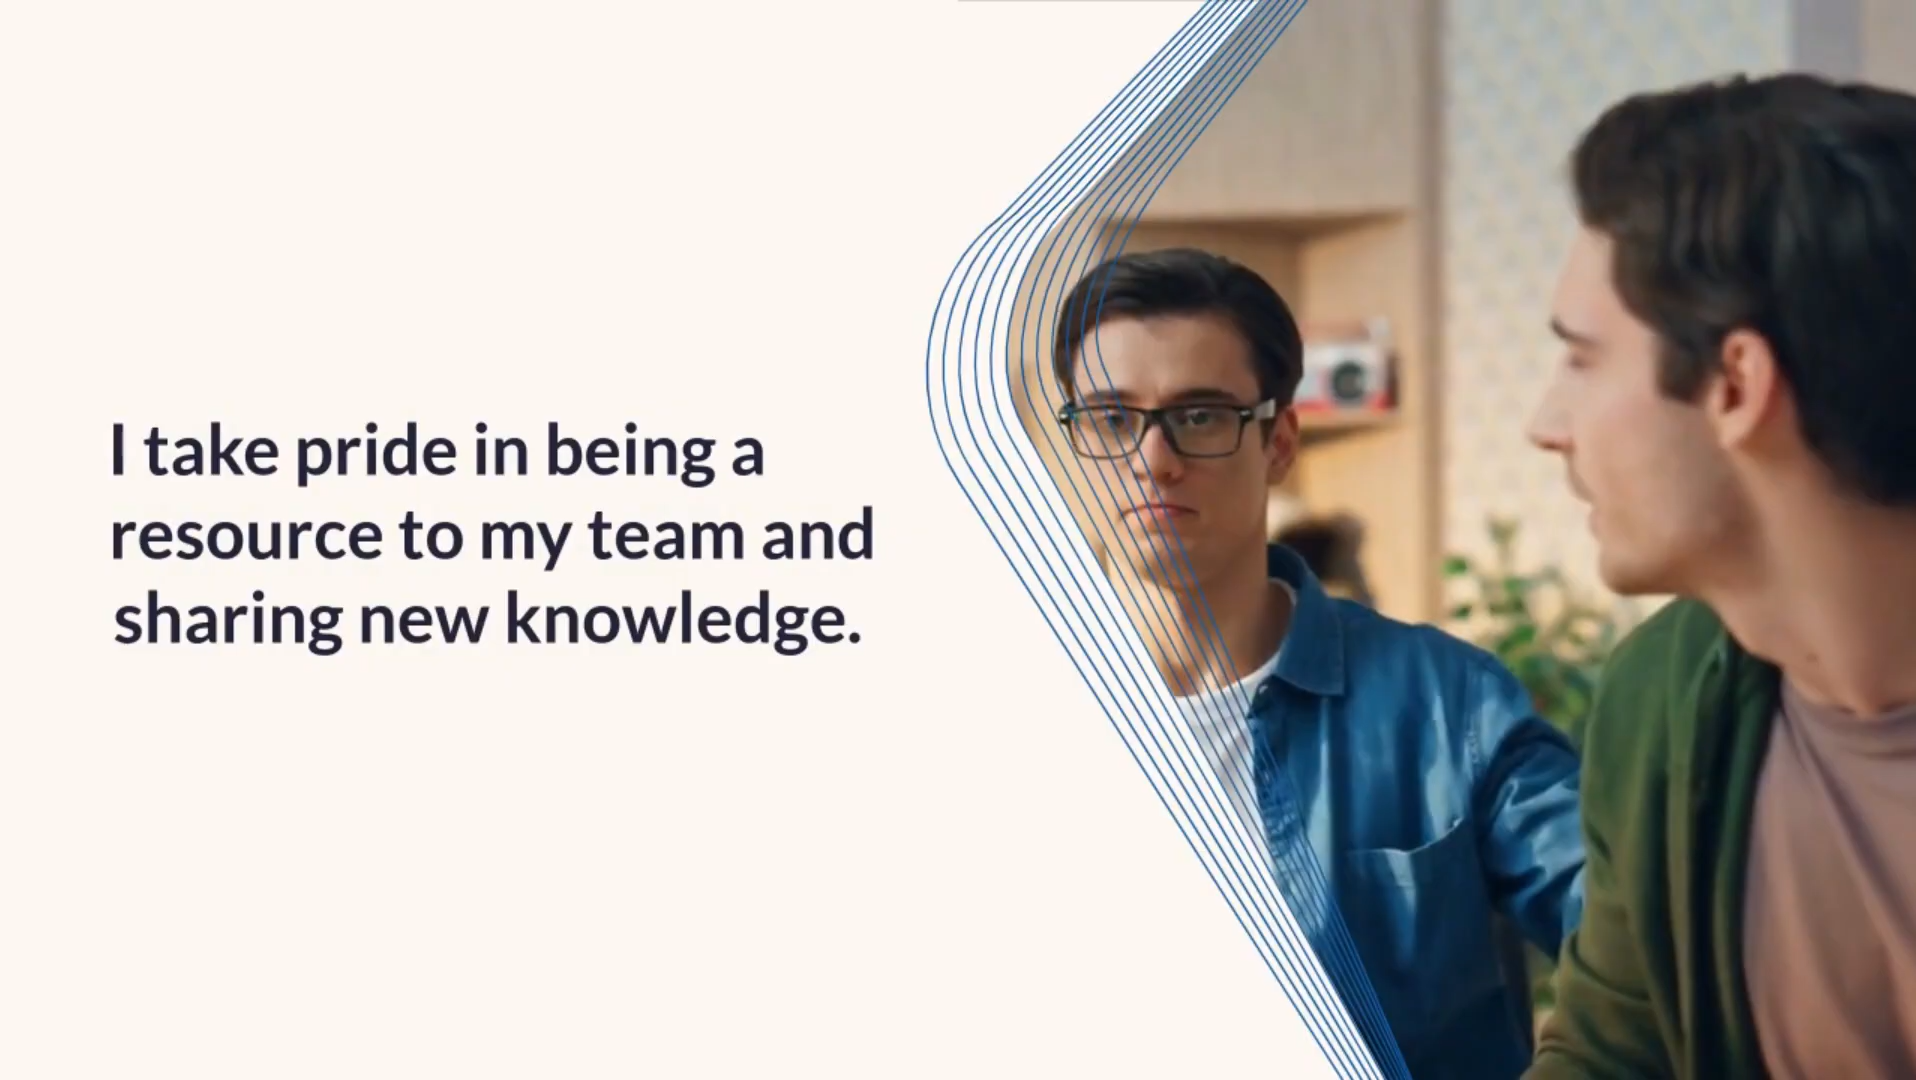 I take pride in being a
resource to my team and
sharing new knowledge.